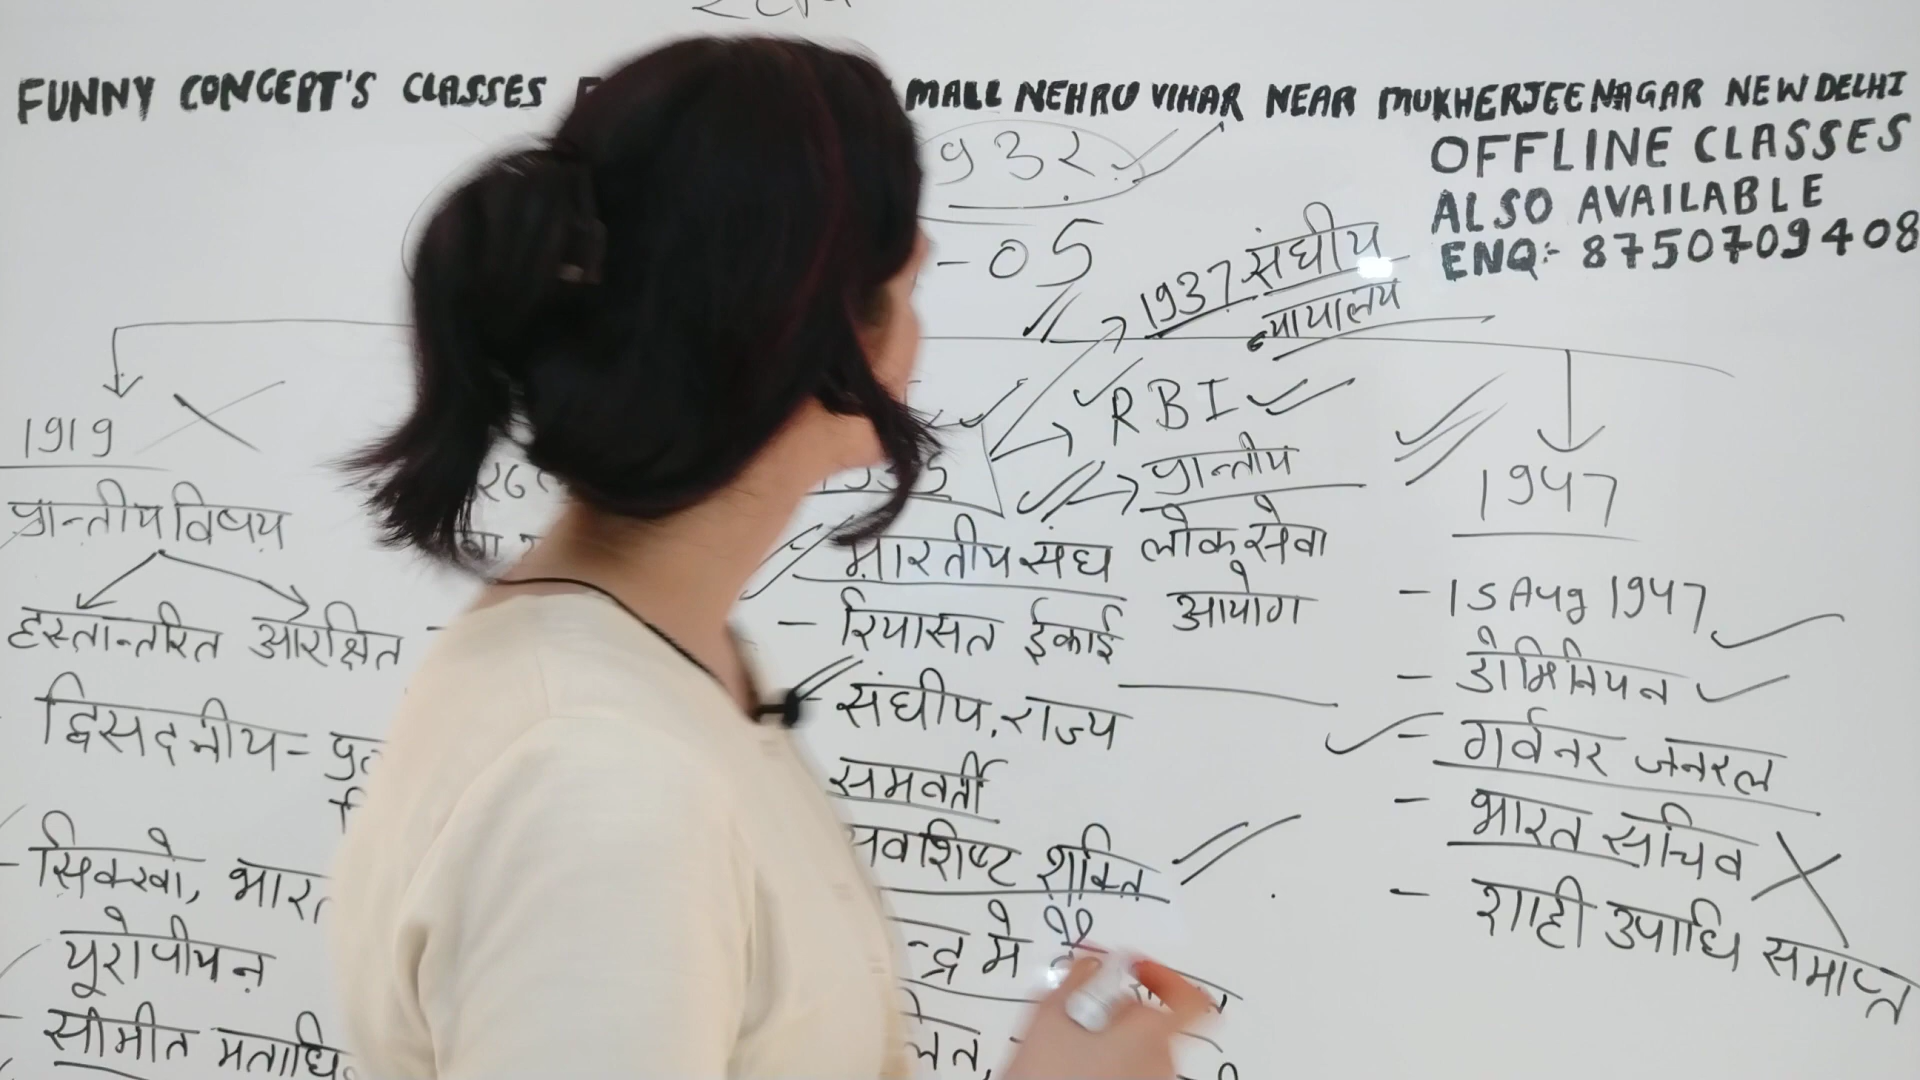 FUNNY CONCEPT'S CLASSES MALL NEHRU VIHAR NEAR MUKHERJEE NAGAR NEW DELHI
OFFLINE CLASSES
ALSO AVAILABLE
ENQ:- 8750709408
932
-05
1937 संघीय
न्यायालय
RBI
प्रान्तीय
लोक सेवा
आयोग
1919
प्रान्तीय विषय
हस्तान्तरित आरक्षित
द्विसदनीय -
- सिक्खो, भार
यूरोपीयन
- सीमीत मताधि
- भारतीय संघ
- रियासत ईकाई
- संघीय, राज्य
समवर्ती
अवशिष्ट शक्ति
न्द्र मे
1947
- 15 Aug 1947
- डोमिनियन
- गर्वनर जनरल
- भारत सचिव
- शाही उपाधि समाप्त